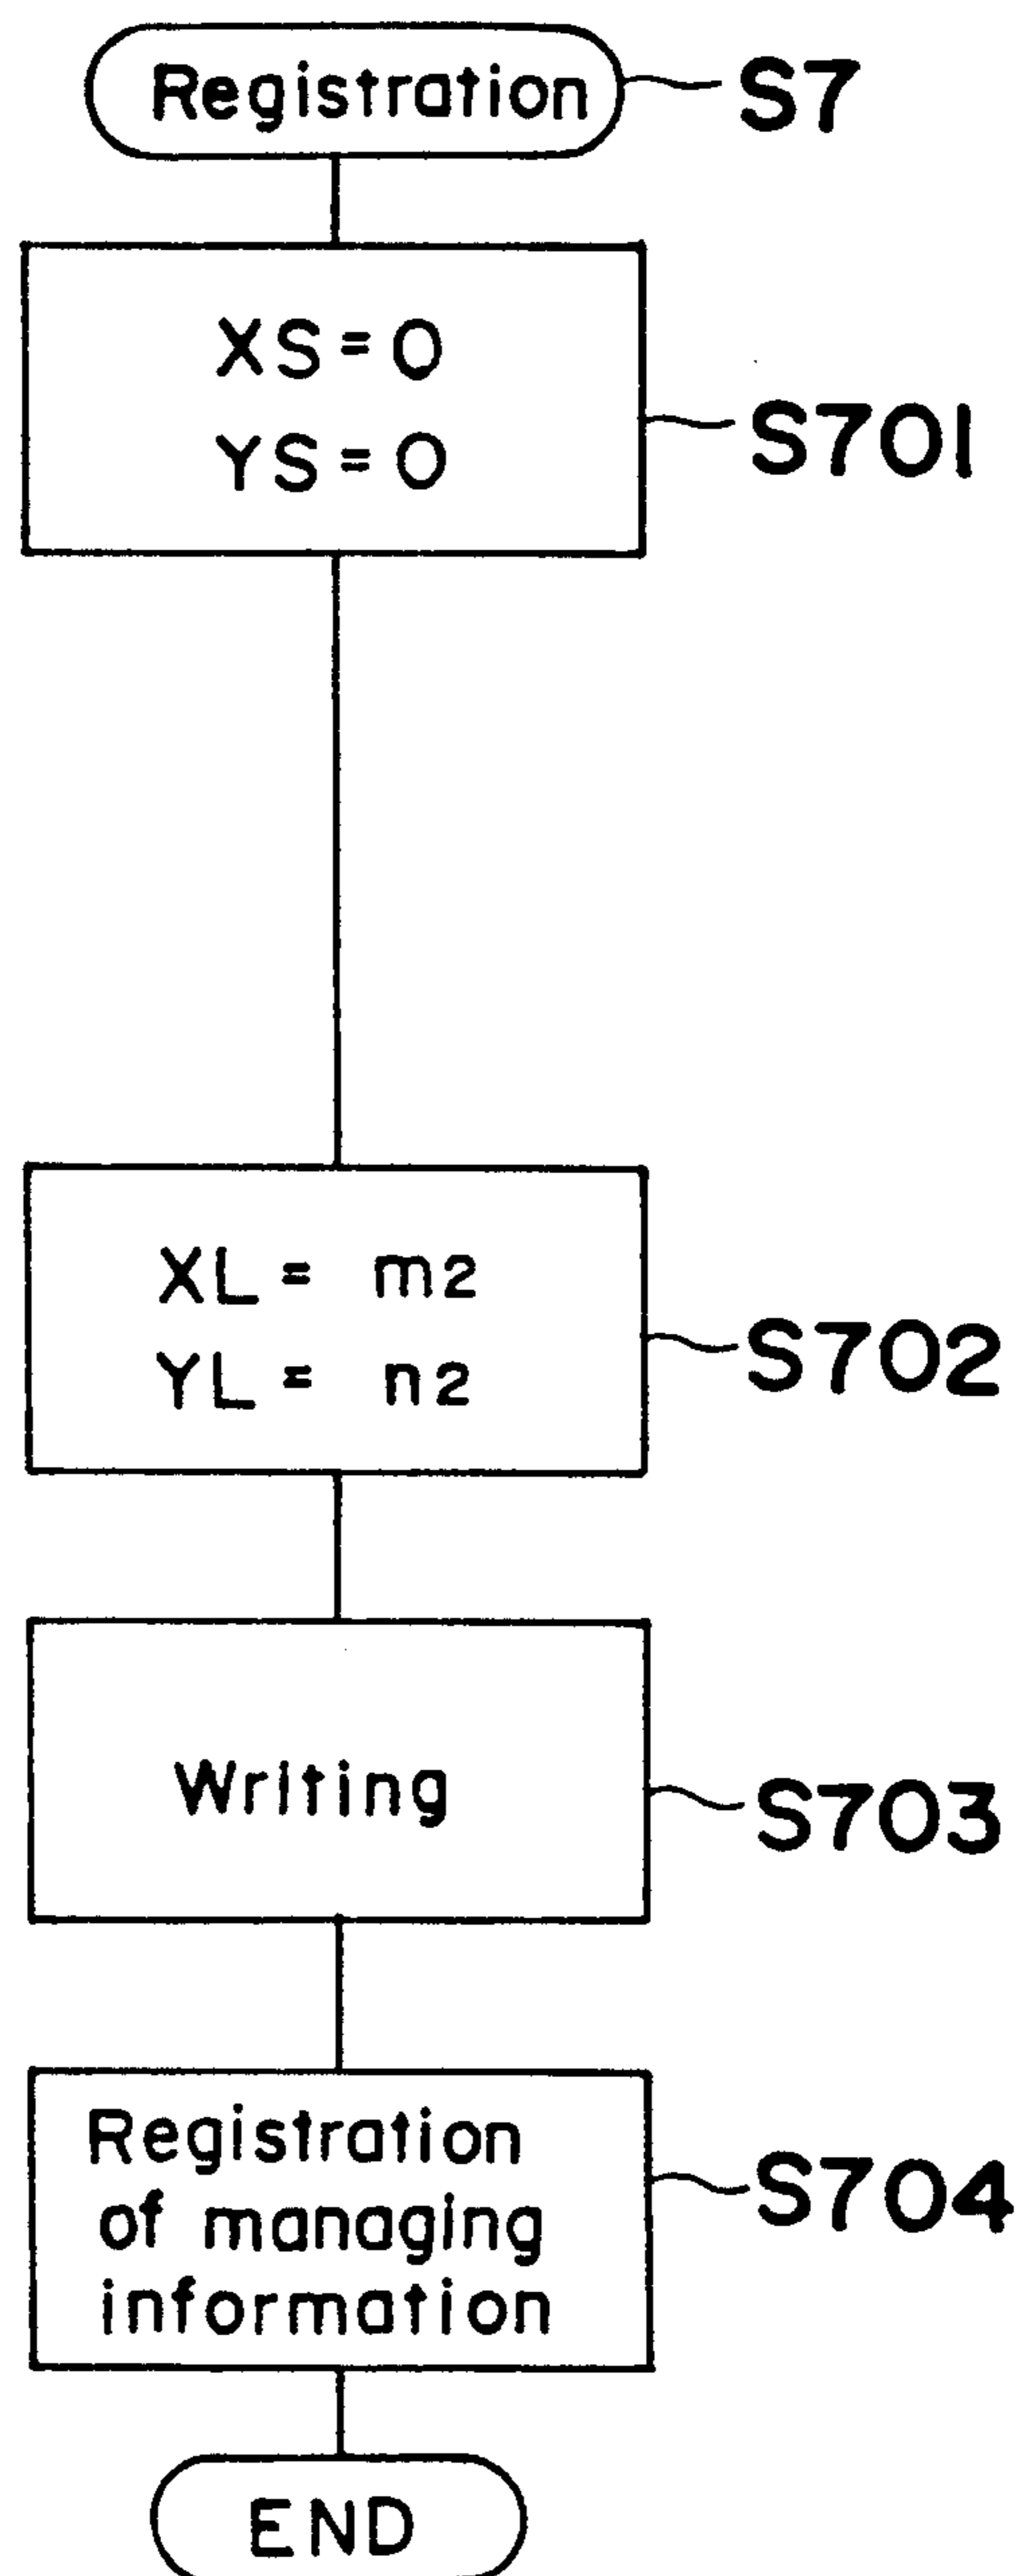 Registration
S7
XS = 0
YS = 0
S701
XL = m2
YL = n2
S702
Writing
S703
Registration
of managing
information
S704
END